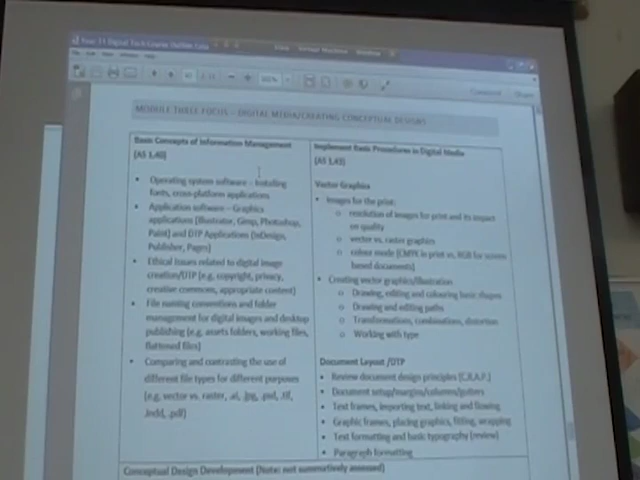 Year 11 Digital Tech Course Outline
MODULE THREE FOCUS – DIGITAL MEDIA/CREATING CONCEPTUAL DESIGNS
Basic Concepts of Information Management
(AS 1.40)
• Operating system software – installing
fonts, cross-platform applications
• Application software – Graphics
applications (Illustrator, Gimp, Photoshop,
Paint) and DTP Applications (InDesign,
Publisher, Pages)
• Ethical issues related to digital image
creation/DTP (e.g. copyright, privacy,
creative commons, appropriate content)
• File naming conventions and folder
management for digital images and desktop
publishing (e.g. assets folders, working files,
flattened files)
• Comparing and contrasting the use of
different file types for different purposes
(e.g. vector vs. raster, .ai, .jpg, .psd, .tif,
.indd, .pdf)
Implement Basic Procedures in Digital Media
(AS 1.43)
Vector Graphics
• Images for the print:
o resolution of images for print and its impact
on quality
o vector vs. raster graphics
o colour mode (CMYK in print vs. RGB for screen
based documents)
• Creating vector graphics/illustration
o Drawing, editing and colouring basic shapes
o Drawing and editing paths
o Transformations, combinations, distortion
o Working with type
Document Layout /DTP
• Review document design principles (C.R.A.P.)
• Document setup/margins/columns/gutters
• Text frames, importing text, linking and flowing
• Graphic frames, placing graphics, fitting, wrapping
• Text formatting and basic typography (review)
• Paragraph formatting
Conceptual Design Development (Note: not summatively assessed)